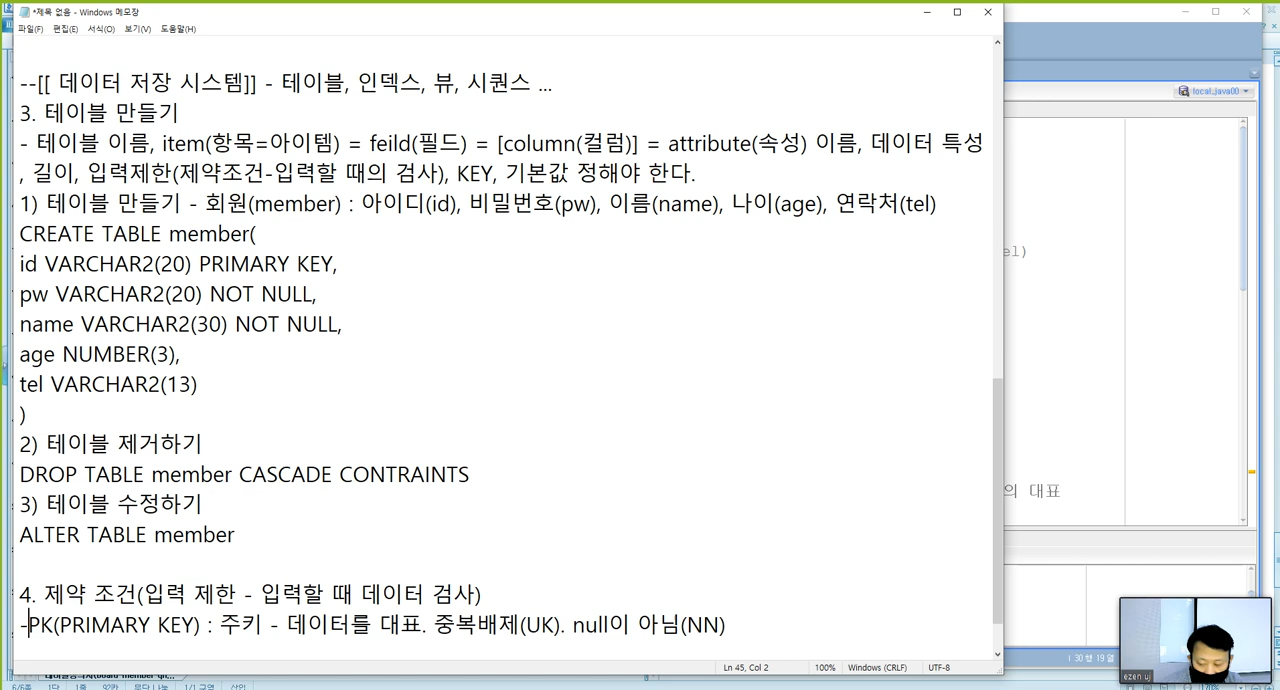 *제목 없음 - Windows 메모장
파일(F) 편집(E) 서식(O) 보기(V) 도움말(H)
--[[ 데이터 저장 시스템]] - 테이블, 인덱스, 뷰, 시퀀스 ...
3. 테이블 만들기
- 테이블 이름, item(항목=아이템) = feild(필드) = [column(컬럼)] = attribute(속성) 이름, 데이터 특성
, 길이, 입력제한(제약조건-입력할 때의 검사), KEY, 기본값 정해야 한다.
1) 테이블 만들기 - 회원(member) : 아이디(id), 비밀번호(pw), 이름(name), 나이(age), 연락처(tel)
CREATE TABLE member(
id VARCHAR2(20) PRIMARY KEY,
pw VARCHAR2(20) NOT NULL,
name VARCHAR2(30) NOT NULL,
age NUMBER(3),
tel VARCHAR2(13)
)
2) 테이블 제거하기
DROP TABLE member CASCADE CONTRAINTS
3) 테이블 수정하기
ALTER TABLE member
4. 제약 조건(입력 제한 - 입력할 때 데이터 검사)
-PK(PRIMARY KEY) : 주키 - 데이터를 대표. 중복배제(UK). null이 아님(NN)
Ln 45, Col 2 100% Windows (CRLF) UTF-8
local_java00
el)
의 대표
130 행 19 열
ezen uj